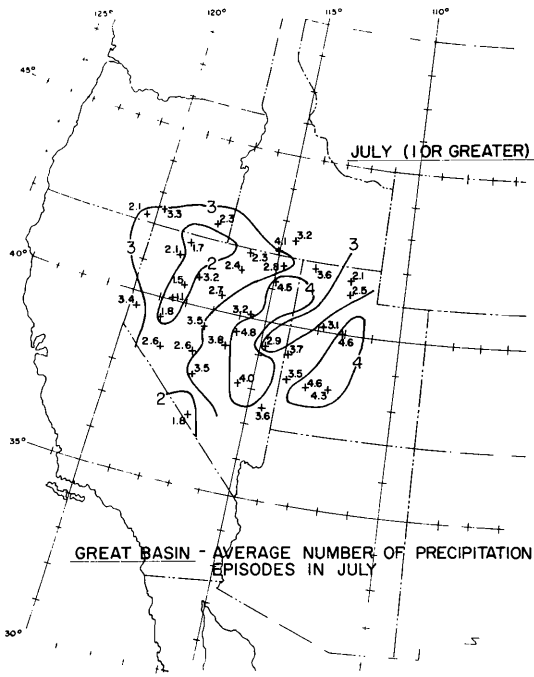 125° 120° 115° 110°
45°
JULY (1 OR GREATER)
2.1 3.3 3 2.3
4.1 3.2
3 2.1 1.7 2 2.3 3
40° 2.4 2.8 3.6 2.1
1.5 3.2 4.5 4 2.5
3.4 1.1 2.7
1.8 3.2
3.5 4.8 3.1
2.6 2.6 3.8 2.9 3.7 4.6
3.5 4
4.0 3.5 4.6
2 4.3
1.8 3.6
35°
GREAT BASIN - AVERAGE NUMBER OF PRECIPITATION
EPISODES IN JULY
30°